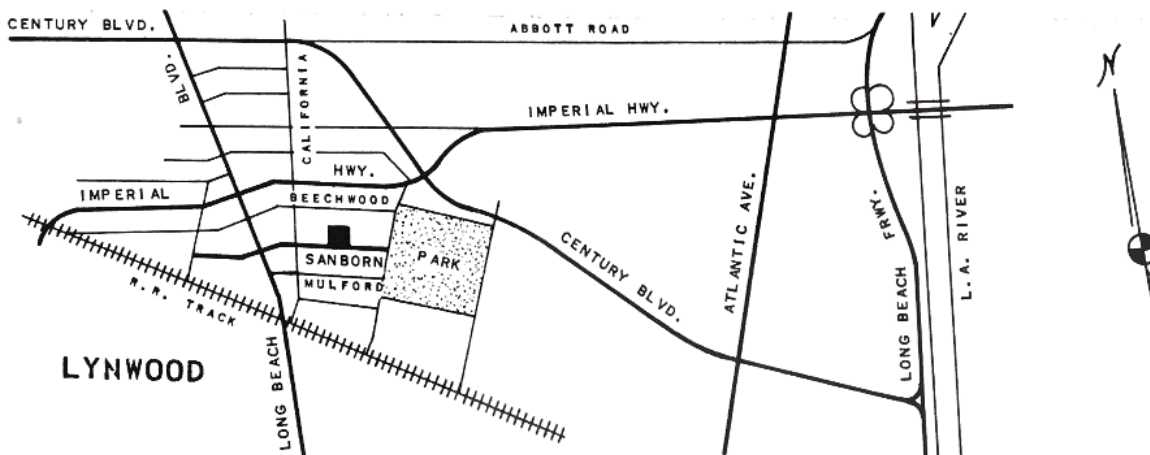 CENTURY BLVD.
ABBOTT ROAD
N
BLVD.
CALIFORNIA
IMPERIAL HWY.
IMPERIAL
HWY.
BEECHWOOD
SANBORN
MULFORD
PARK
CENTURY BLVD.
ATLANTIC AVE.
FRWY.
LONG BEACH
L.A. RIVER
R.R. TRACK
LYNWOOD
LONG BEACH